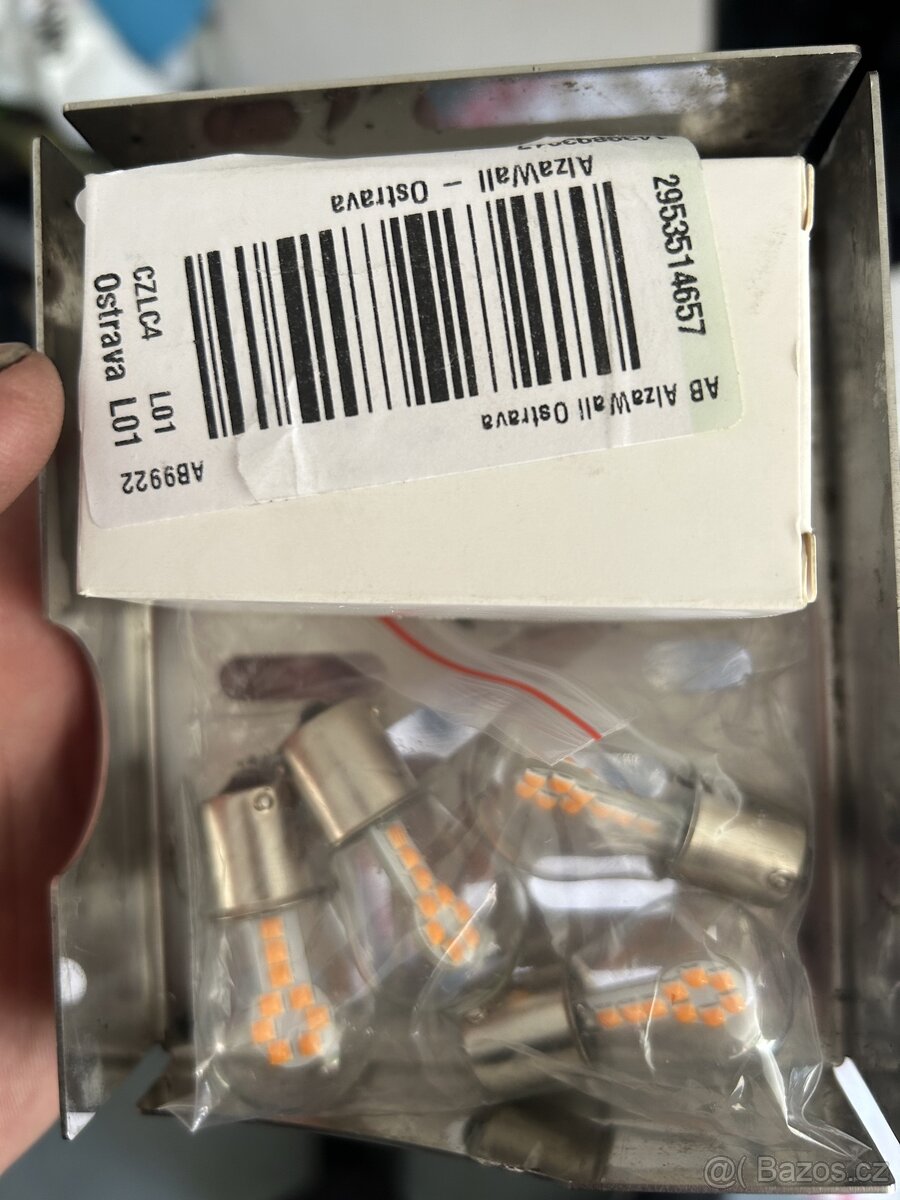 AlzaWall – Ostrava
2953514657
AB AlzaWall Ostrava
CZLC4 L01
Ostrava L01
AB9922
@( Bazos.cz